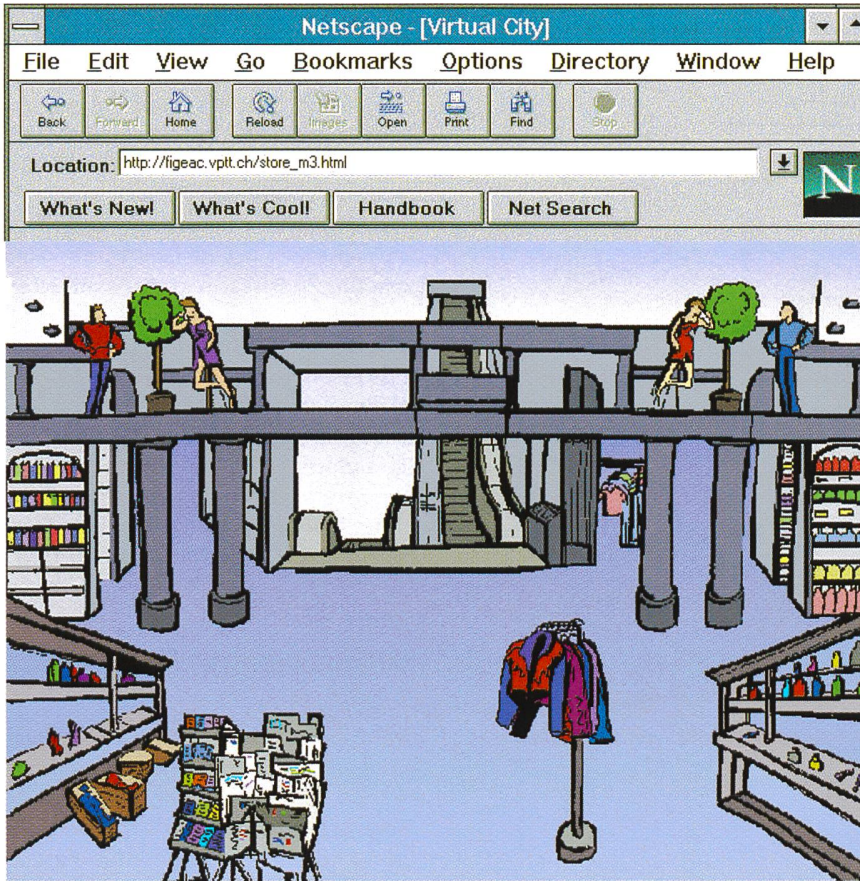 Netscape - [Virtual City]
File Edit View Go Bookmarks Options Directory Window Help
Back Forward Home Reload Images Open Print Find Stop
Location: http://figeac.vptt.ch/store_m3.html
N
What's New! What's Cool! Handbook Net Search